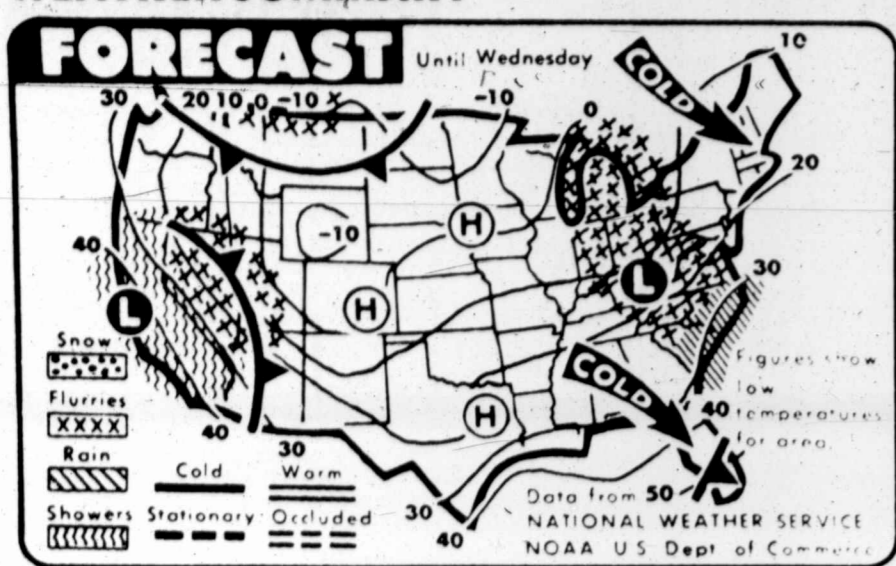 FORECAST
Until Wednesday
COLD
10
30 20 10 0 -10
-10
0
20
-10
H
40
30
L
H
L
Snow
Flurries
Rain
Showers
COLD
H
40
40
30
Cold
Warm
Stationary
Occluded
30
40
50
Figures show
low
temperatures
for area.
Data from
NATIONAL WEATHER SERVICE
NOAA US Dept of Commerce